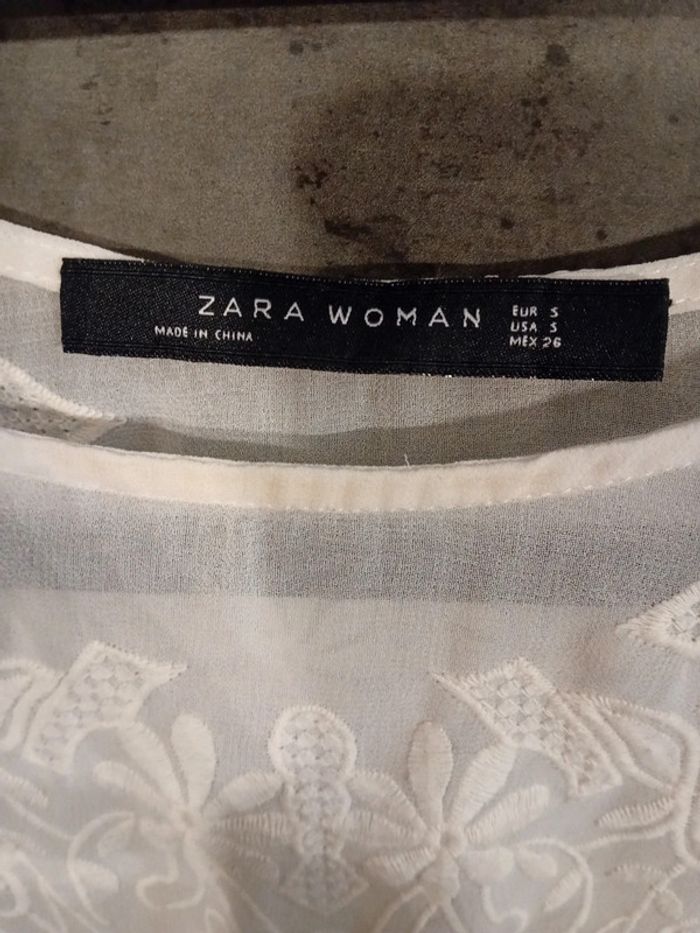 ZARA WOMAN
MADE IN CHINA
EUR S
USA S
MEX 26